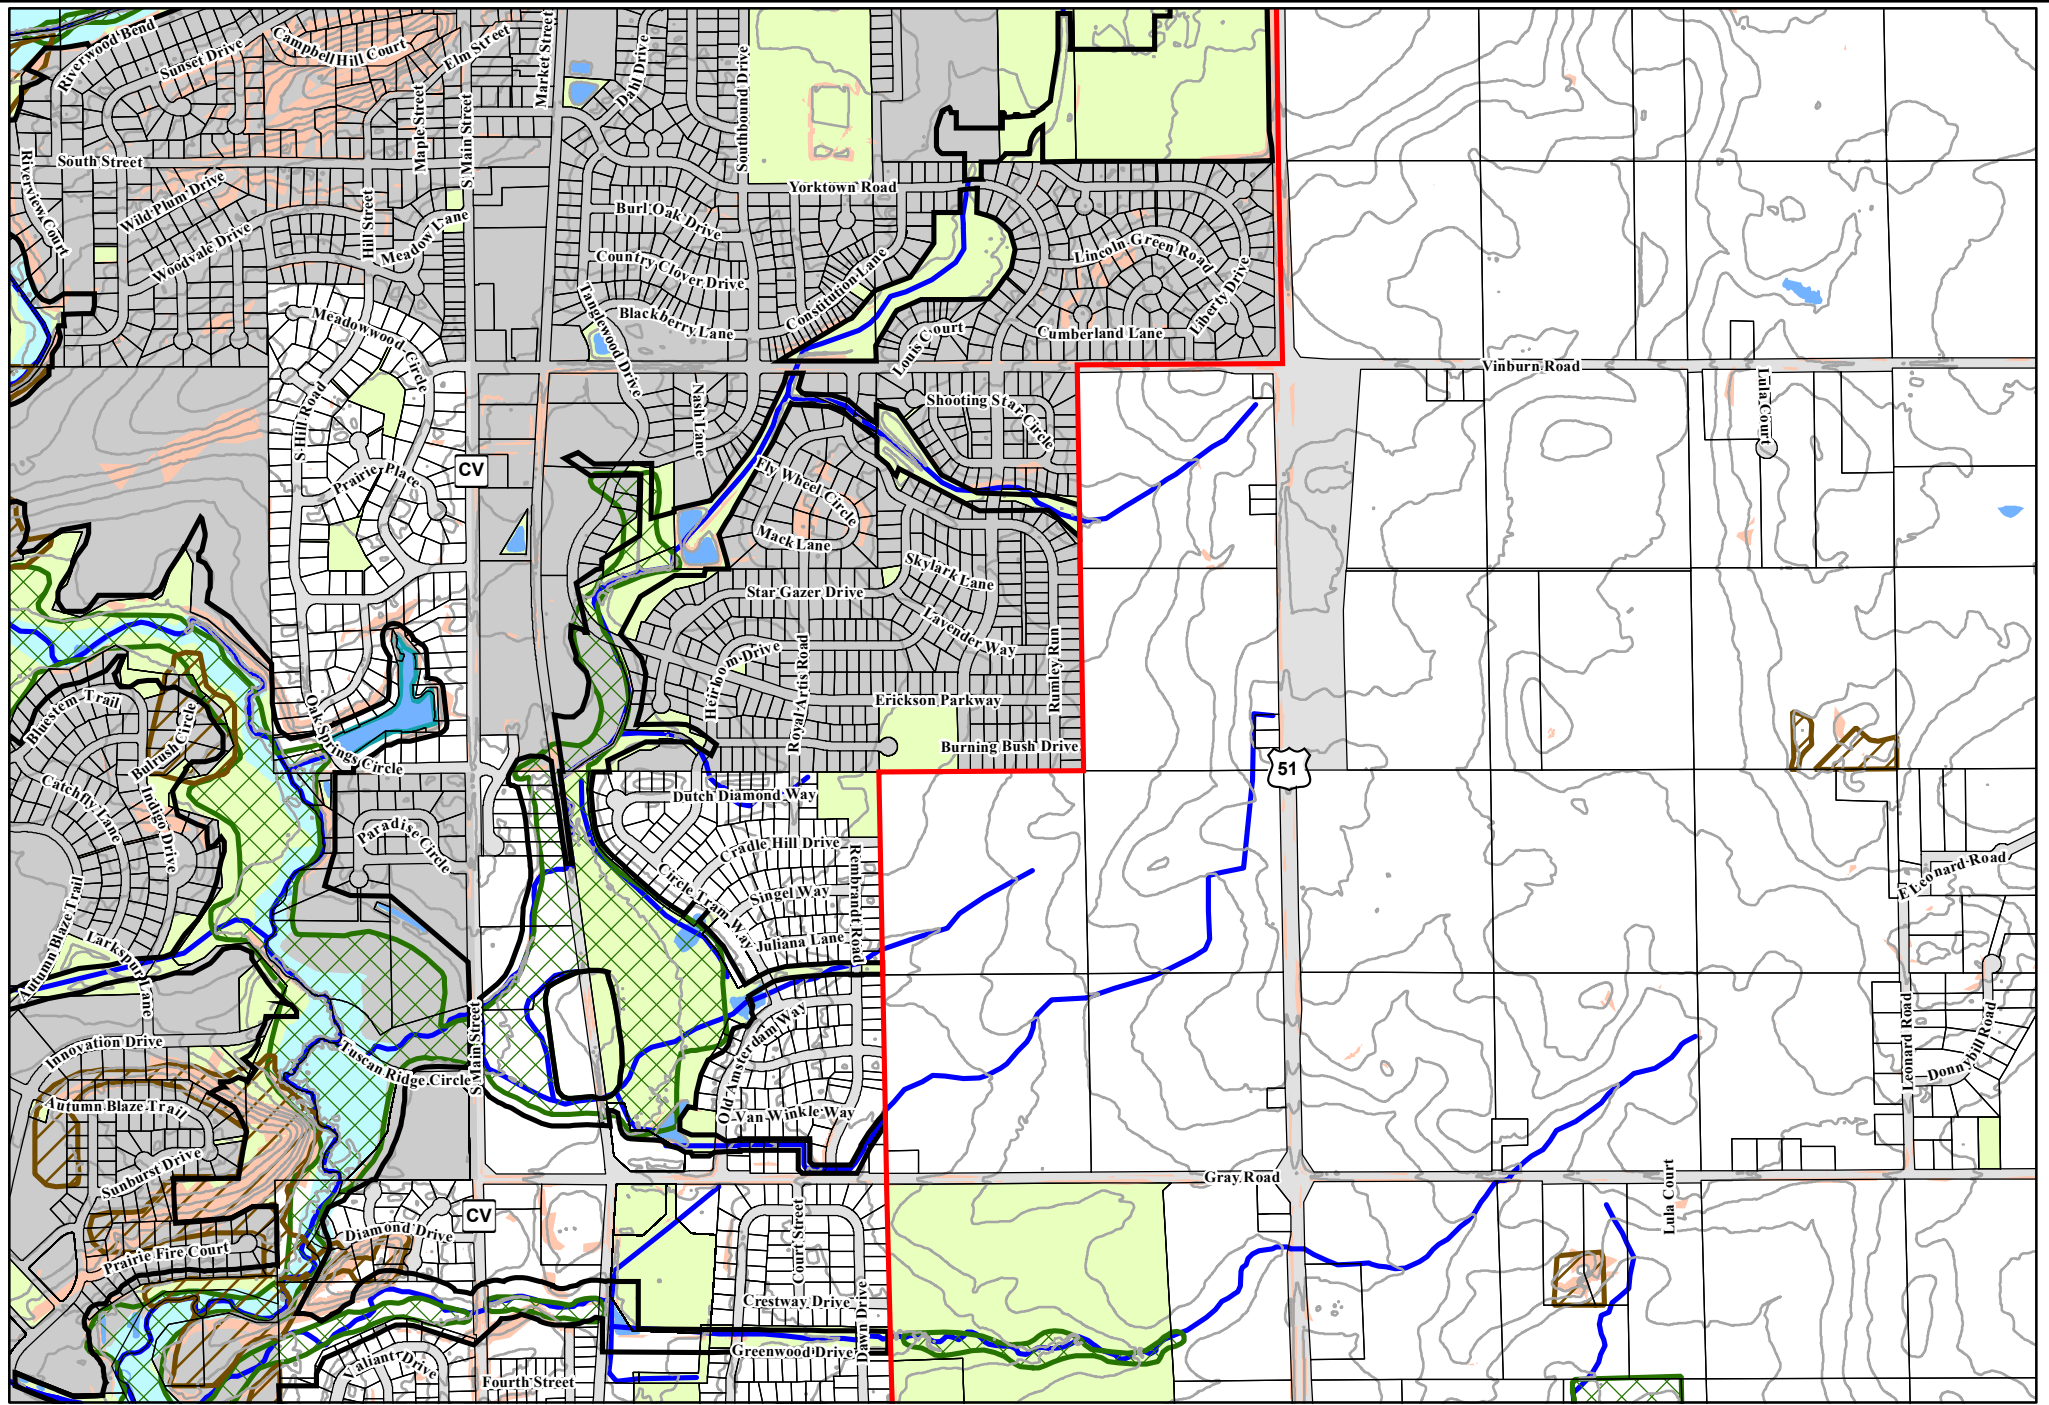 Riverwood Bend
Sunset Drive
Campbell Hill Court
Elm Street
Market Street
Dahl Drive
Southbound Drive
Maple Street
S Main Street
South Street
Riverview Court
Wild Plum Drive
Hill Street
Meadow Lane
Woodvale Drive
Yorktown Road
Burl Oak Drive
Country Clover Drive
Constitution Lane
Lincoln Green Road
Liberty Drive
Tanglewood Drive
Blackberry Lane
Louis Court
Cumberland Lane
Meadowwood Circle
Vinburn Road
Lula Court
S Hill Road
Nash Lane
Shooting Star Circle
CV
Prairie Place
Fly Wheel Circle
Mack Lane
Skylark Lane
Star Gazer Drive
Lavender Way
Rumley Run
Heirloom Drive
Royal Artis Road
Erickson Parkway
Bluestem Trail
Bulrush Circle
Oak Springs Circle
Burning Bush Drive
51
Catchfly Lane
Indigo Drive
Paradise Circle
Dutch Diamond Way
Cradle Hill Drive
Rembrandt Road
Circle Tram Way
Singel Way
Juliana Lane
E Leonard Road
Autumn Blaze Trail
Larkspur Lane
Innovation Drive
Tuscan Ridge Circle
S Main Street
Old Amsterdam Way
Van Winkle Way
Leonard Road
Donnybill Road
Autumn Blaze Trail
Sunburst Drive
Gray Road
Lula Court
CV
Diamond Drive
Prairie Fire Court
Court Street
Crestway Drive
Dawn Drive
Greenwood Drive
Valiant Drive
Fourth Street